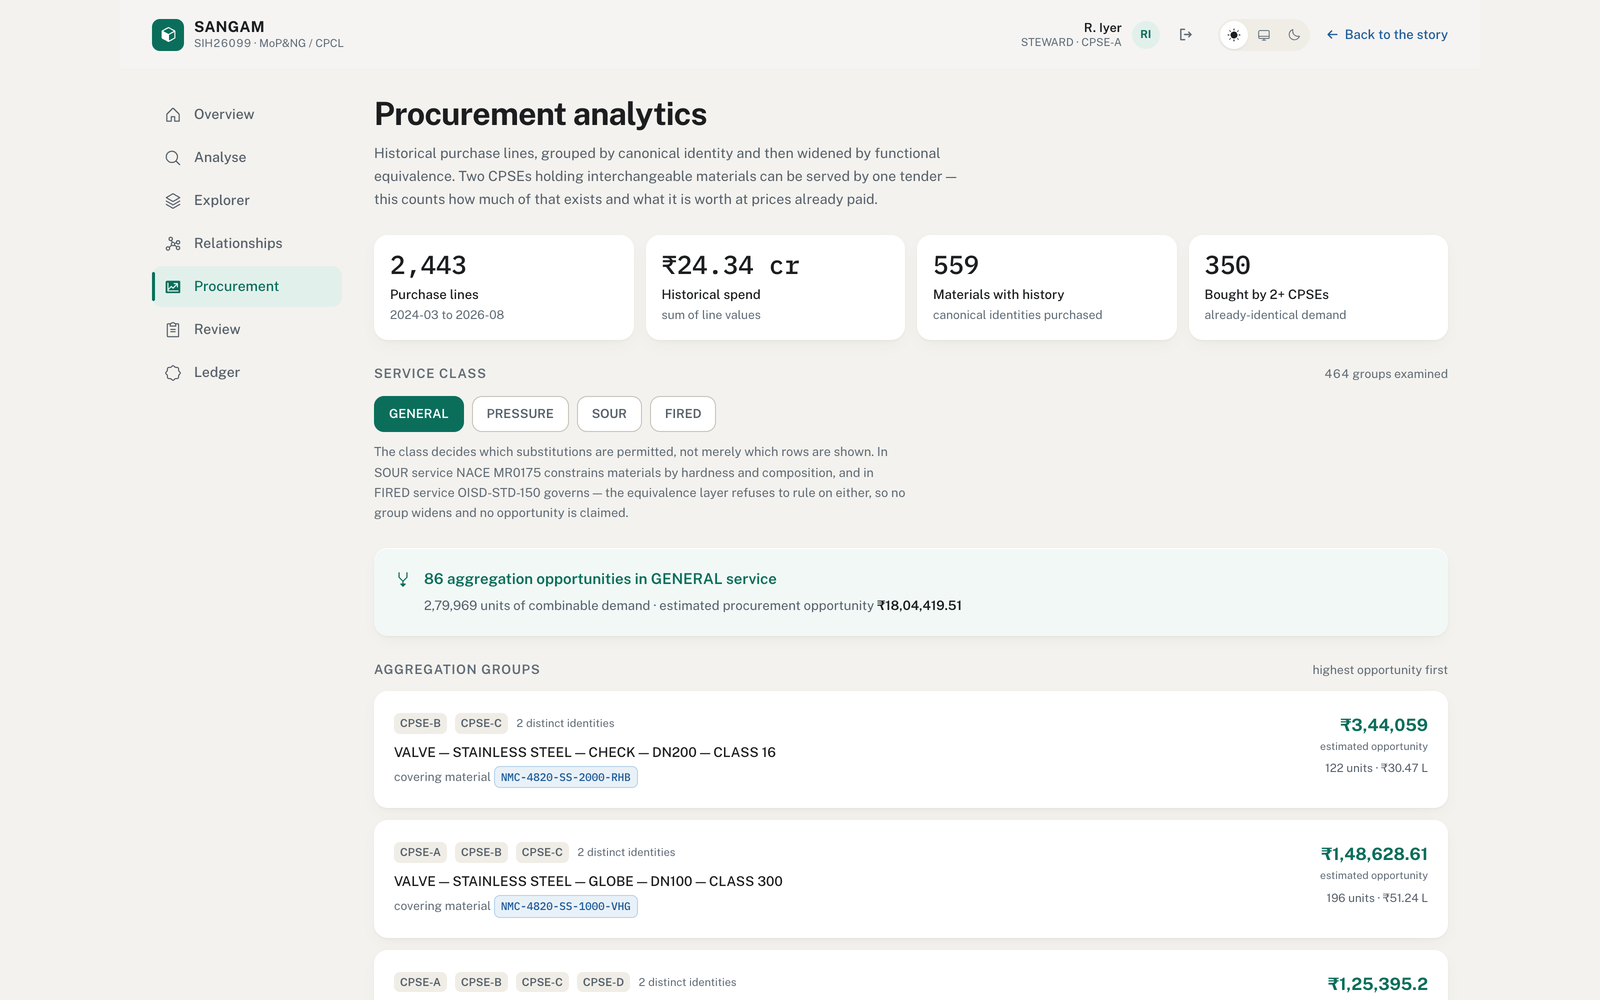 SANGAM
SIH26099 · MoP&NG / CPCL
R. Iyer
STEWARD · CPSE-A
RI
← Back to the story
Overview
Analyse
Explorer
Relationships
Procurement
Review
Ledger
Procurement analytics
Historical purchase lines, grouped by canonical identity and then widened by functional
equivalence. Two CPSEs holding interchangeable materials can be served by one tender —
this counts how much of that exists and what it is worth at prices already paid.
2,443
Purchase lines
2024-03 to 2026-08
₹24.34 cr
Historical spend
sum of line values
559
Materials with history
canonical identities purchased
350
Bought by 2+ CPSEs
already-identical demand
SERVICE CLASS
464 groups examined
GENERAL
PRESSURE
SOUR
FIRED
The class decides which substitutions are permitted, not merely which rows are shown. In
SOUR service NACE MR0175 constrains materials by hardness and composition, and in
FIRED service OISD-STD-150 governs — the equivalence layer refuses to rule on either, so no
group widens and no opportunity is claimed.
86 aggregation opportunities in GENERAL service
2,79,969 units of combinable demand · estimated procurement opportunity ₹18,04,419.51
AGGREGATION GROUPS
highest opportunity first
CPSE-B CPSE-C 2 distinct identities
VALVE — STAINLESS STEEL — CHECK — DN200 — CLASS 16
covering material NMC-4820-SS-2000-RHB
₹3,44,059
estimated opportunity
122 units · ₹30.47 L
CPSE-A CPSE-B CPSE-C 2 distinct identities
VALVE — STAINLESS STEEL — GLOBE — DN100 — CLASS 300
covering material NMC-4820-SS-1000-VHG
₹1,48,628.61
estimated opportunity
196 units · ₹51.24 L
CPSE-A CPSE-B CPSE-C CPSE-D 2 distinct identities
₹1,25,395.2